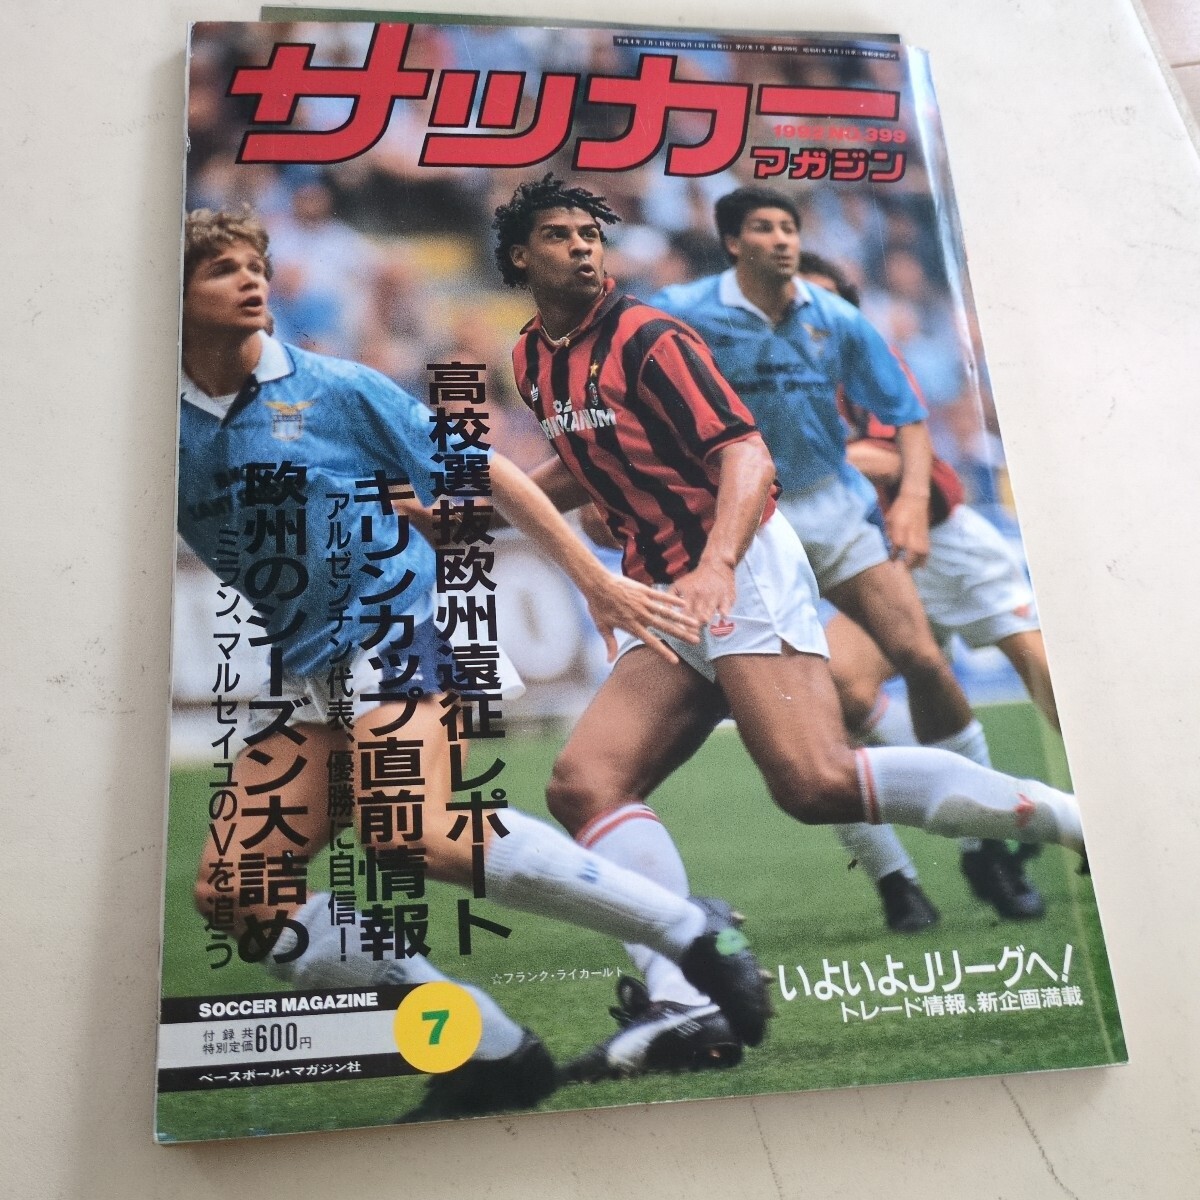 サッカー
1992 NO.399
マガジン
高校選抜欧州遠征レポート
キリンカップ直前情報
アルゼンチン代表、優勝に自信!
欧州のシーズン大詰め
ミラン、マルセイユのVを追う
☆フランク・ライカールト
いよいよJリーグへ!
トレード情報、新企画満載
SOCCER MAGAZINE
付録共
特別定価600円
7
ベースボール・マガジン社